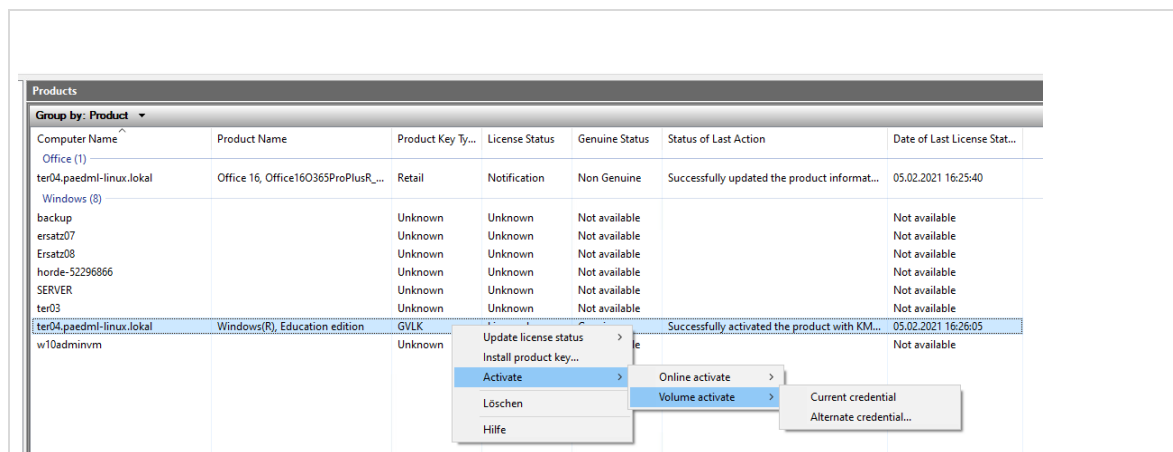 Products
Group by: Product
Computer Name Product Name Product Key Ty... License Status Genuine Status Status of Last Action Date of Last License Stat...
Office (1)
ter04.paedml-linux.lokal Office 16, Office16O365ProPlusR_... Retail Notification Non Genuine Successfully updated the product informat... 05.02.2021 16:25:40
Windows (8)
backup Unknown Unknown Not available Not available
ersatz07 Unknown Unknown Not available Not available
Ersatz08 Unknown Unknown Not available Not available
horde-52296866 Unknown Unknown Not available Not available
SERVER Unknown Unknown Not available Not available
ter03 Unknown Unknown Not available Not available
ter04.paedml-linux.lokal Windows(R), Education edition GVLK Successfully activated the product with KM... 05.02.2021 16:26:05
w10adminvm Unknown Not available
Update license status
Install product key...
Activate
Löschen
Hilfe
Online activate
Volume activate
Current credential
Alternate credential...